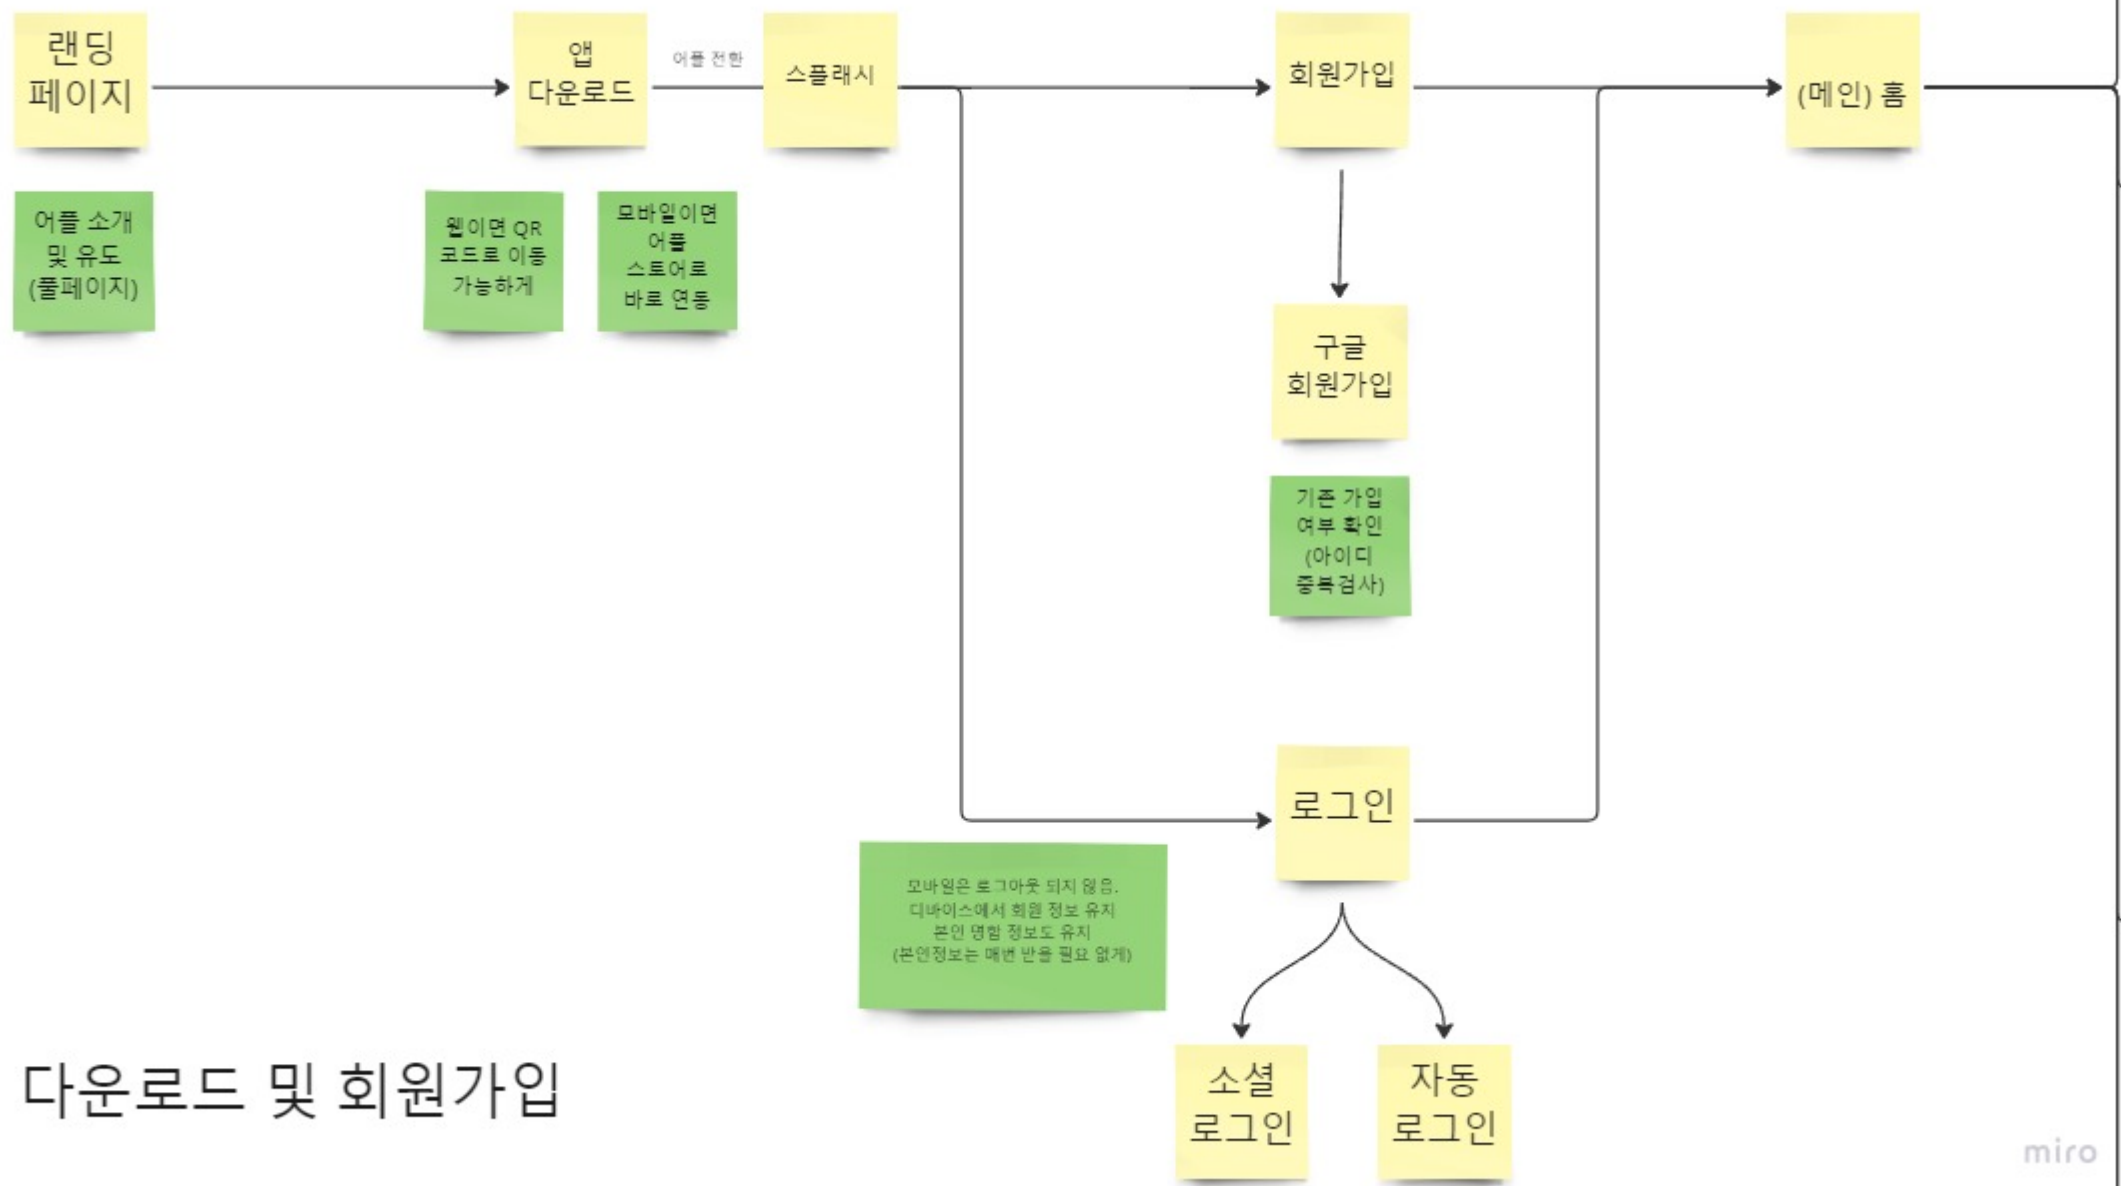 랜딩
페이지
앱
다운로드
어플 전환
스플래시
회원가입
(메인) 홈
어플 소개
및 유도
(풀페이지)
웹이면 QR
코드로 이동
가능하게
모바일이면
어플
스토어로
바로 연동
구글
회원가입
기존 가입
여부 확인
(아이디
중복검사)
로그인
모바일은 로그아웃 되지 않음.
디바이스에서 회원 정보 유지
본인 명함 정보도 유지
(본인정보는 매번 받을 필요 없게)
소셜
로그인
자동
로그인
다운로드 및 회원가입
miro